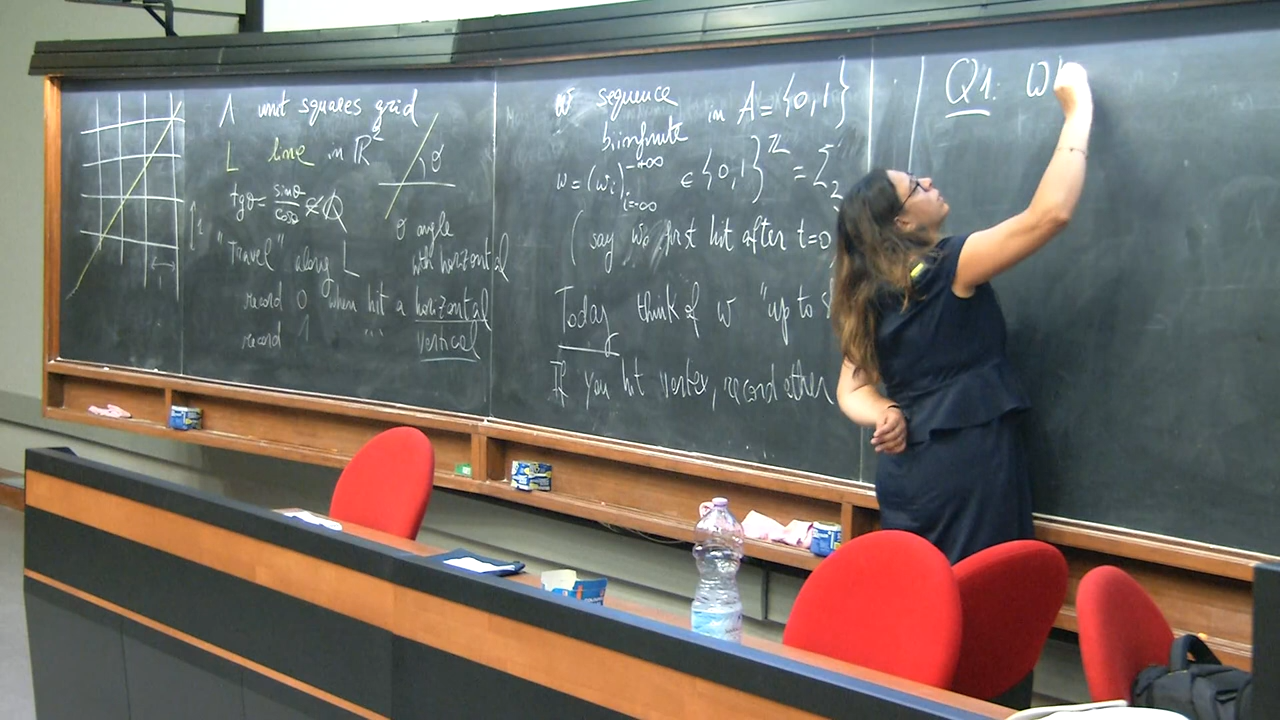 Λ unit squares grid
L line in ℝ²
θ
tgθ = sinθ/cosθ ∉ Q
1
θ angle
with horizontal
"Travel" along L
1
record 0 when hit a horizontal
record 1 " " vertical
w sequence in A = {0,1}
biinfinite
w = (wᵢ)_{i=-∞}^{+∞} ∈ {0,1}^ℤ = Σ₂
(say w₀ first hit after t=0
Today think of w "up to
If you hit vertex, record either
Q1: